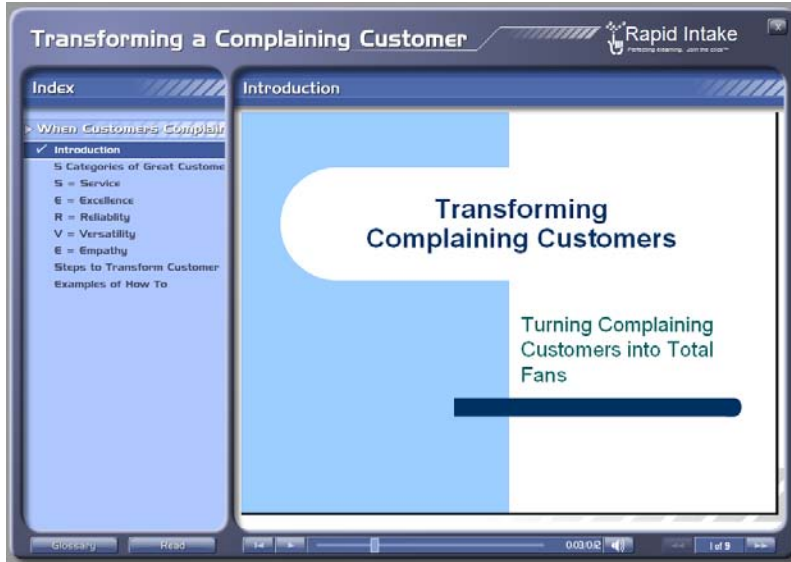 Transforming a Complaining Customer
Rapid Intake
Index
Introduction
When Customers Complain
Introduction
5 Categories of Great Custome
S = Service
E = Excellence
R = Reliablity
V = Versatility
E = Empathy
Steps to Transform Customer
Examples of How To
Transforming
Complaining Customers
Turning Complaining
Customers into Total
Fans
Glossary
Read
1 of 9